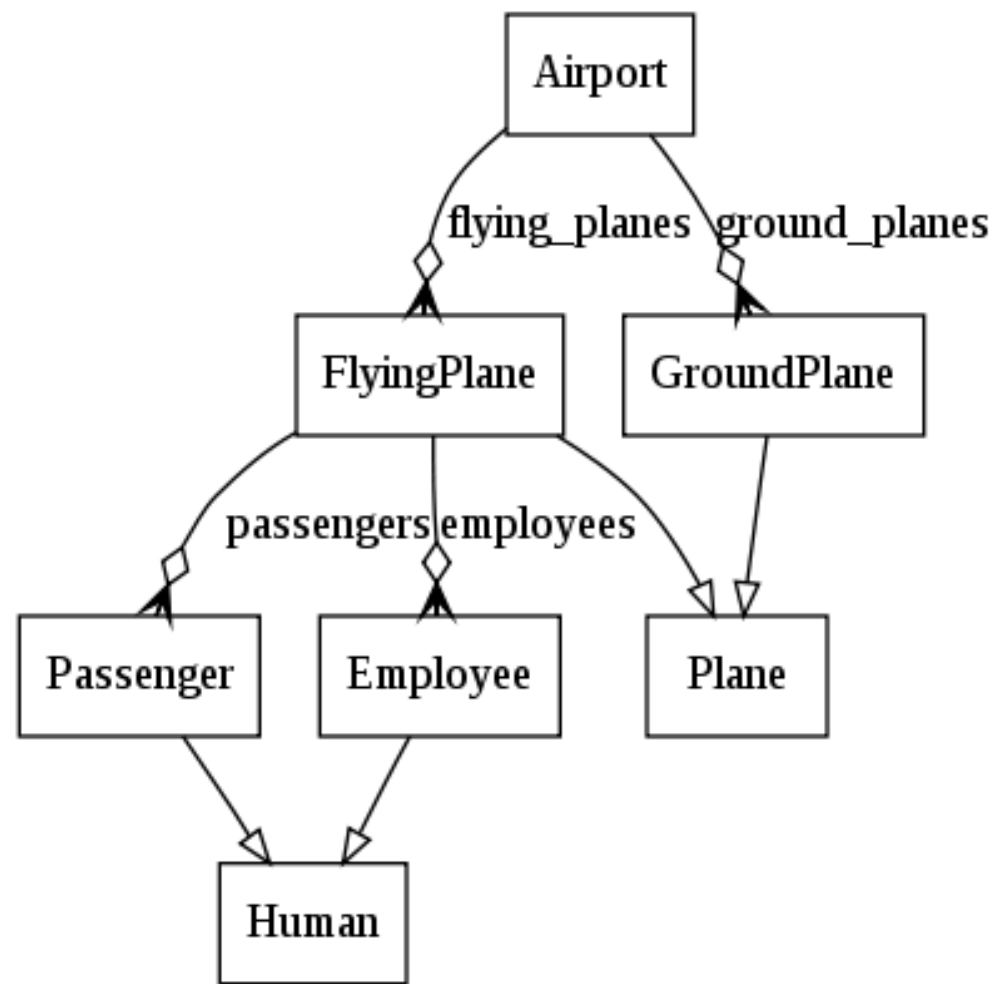 Airport
flying_planes
ground_planes
FlyingPlane
GroundPlane
passengers
employees
Passenger
Employee
Plane
Human